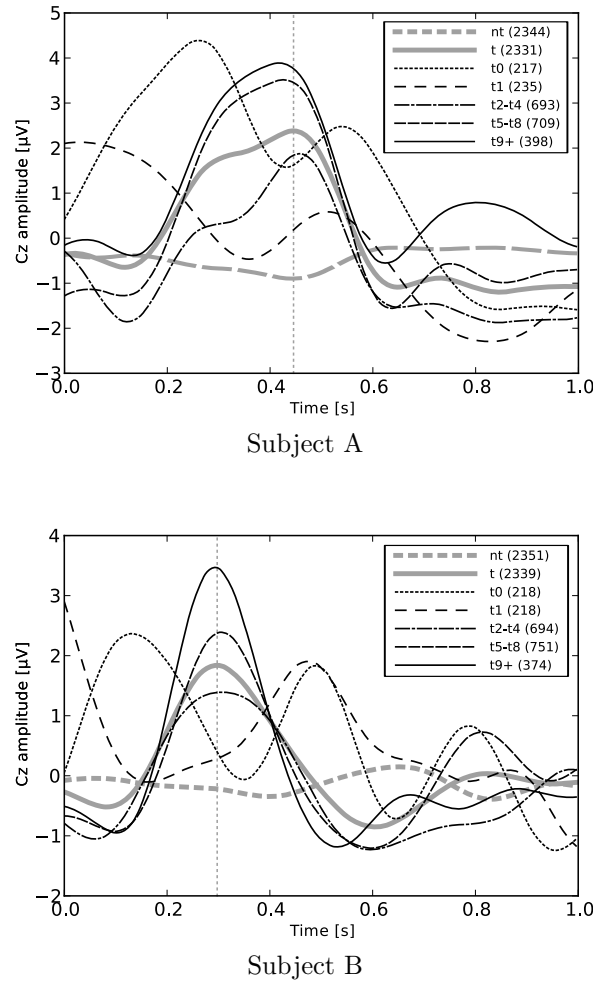 5
4
3
2
1
0
−1
−2
−3
Cz amplitude [µV]
nt (2344)
t (2331)
t0 (217)
t1 (235)
t2-t4 (693)
t5-t8 (709)
t9+ (398)
0.0 0.2 0.4 0.6 0.8 1.0
Time [s]
Subject A
4
3
2
1
0
−1
−2
Cz amplitude [µV]
nt (2351)
t (2339)
t0 (218)
t1 (218)
t2-t4 (694)
t5-t8 (751)
t9+ (374)
0.0 0.2 0.4 0.6 0.8 1.0
Time [s]
Subject B